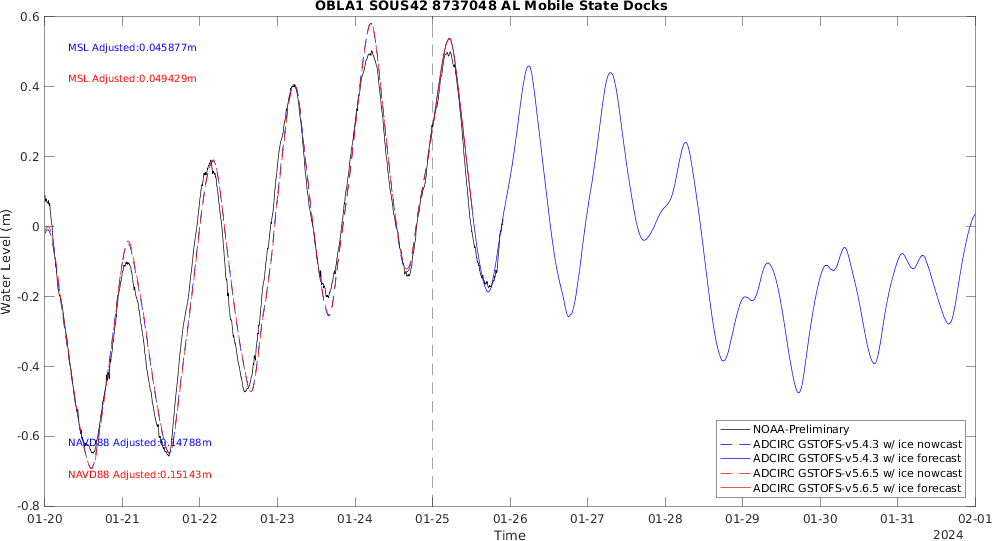 OBLA1 SOUS42 8737048 AL Mobile State Docks
MSL Adjusted:0.045877m
MSL Adjusted:0.049429m
NAVD88 Adjusted:0.14788m
NAVD88 Adjusted:0.15143m
Water Level (m)
0.6
0.4
0.2
0
-0.2
-0.4
-0.6
-0.8
NOAA-Preliminary
ADCIRC GSTOFS-v5.4.3 w/ ice nowcast
ADCIRC GSTOFS-v5.4.3 w/ ice forecast
ADCIRC GSTOFS-v5.6.5 w/ ice nowcast
ADCIRC GSTOFS-v5.6.5 w/ ice forecast
01-20 01-21 01-22 01-23 01-24 01-25 01-26 01-27 01-28 01-29 01-30 01-31 02-01
Time
2024